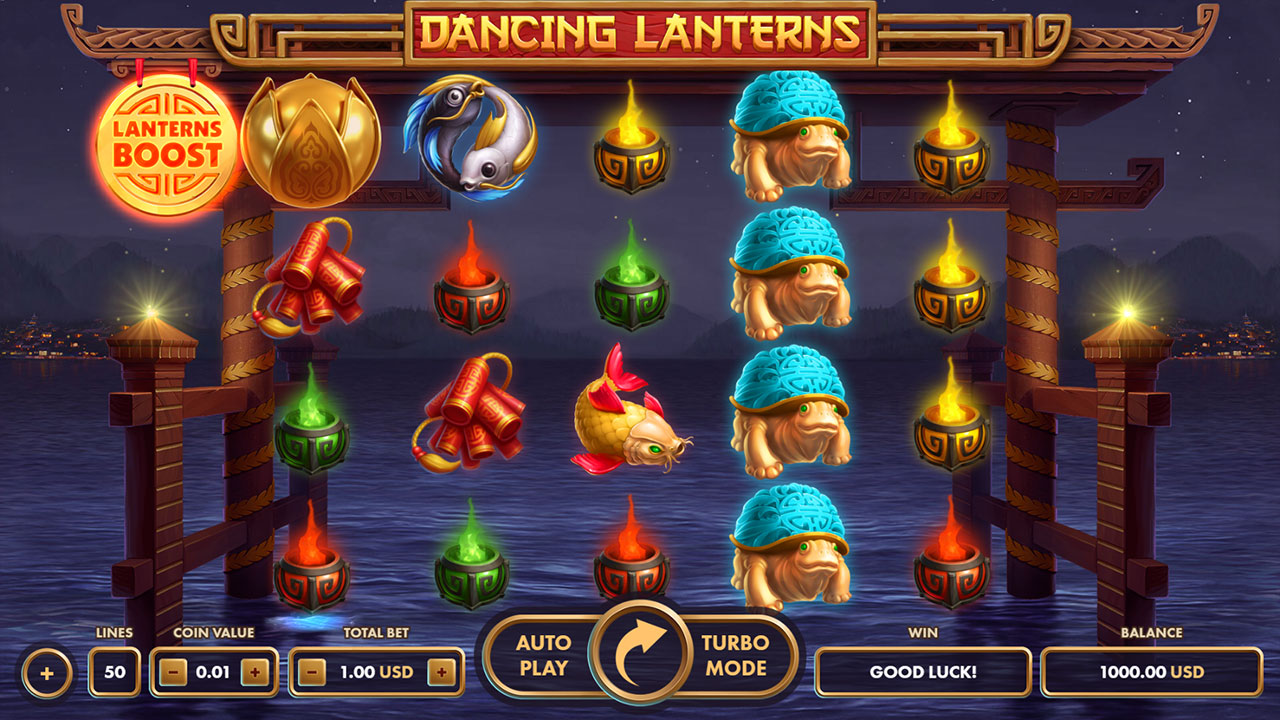 DANCING LANTERNS
LANTERNS
BOOST
LINES
COIN VALUE
TOTAL BET
AUTO
PLAY
TURBO
MODE
WIN
BALANCE
+
50
- 0.01 +
- 1.00 USD +
GOOD LUCK!
1000.00 USD